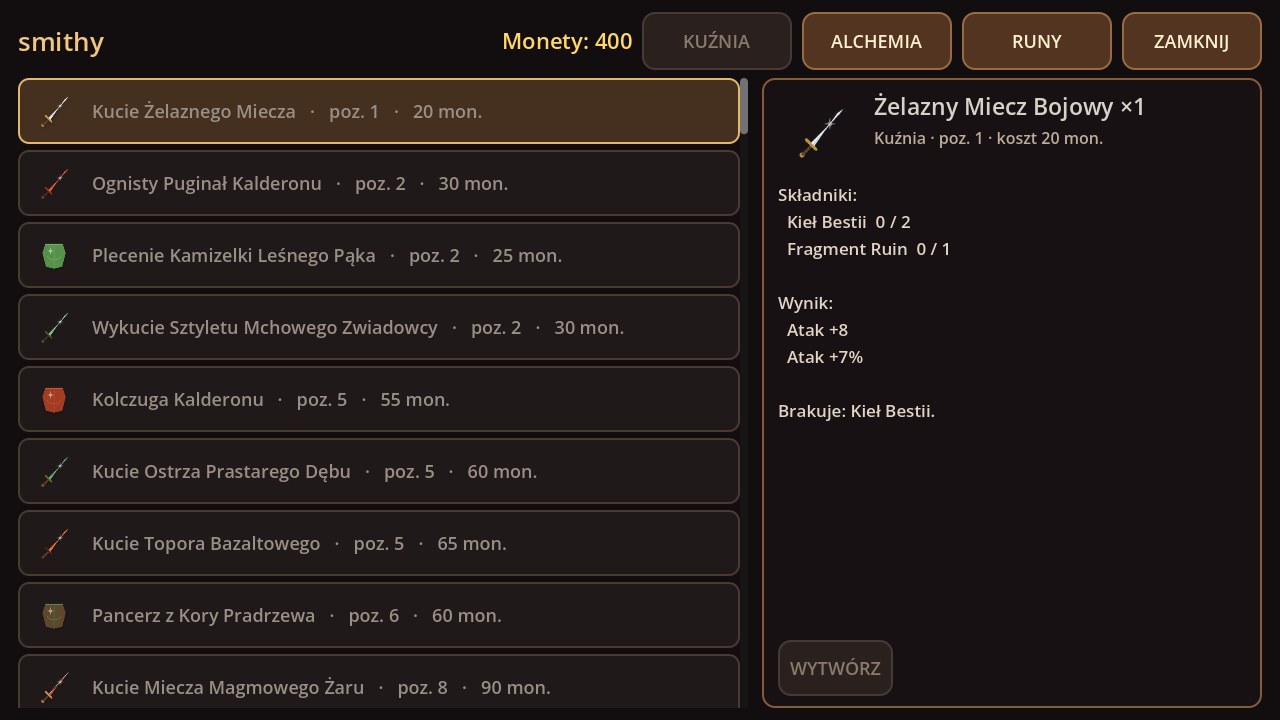 smithy
Monety: 400
KUŹNIA
ALCHEMIA
RUNY
ZAMKNIJ
Kucie Żelaznego Miecza · poz. 1 · 20 mon.
Ognisty Puginał Kalderonu · poz. 2 · 30 mon.
Plecenie Kamizelki Leśnego Pąka · poz. 2 · 25 mon.
Wykucie Sztyletu Mchowego Zwiadowcy · poz. 2 · 30 mon.
Kolczuga Kalderonu · poz. 5 · 55 mon.
Kucie Ostrza Prastarego Dębu · poz. 5 · 60 mon.
Kucie Topora Bazaltowego · poz. 5 · 65 mon.
Pancerz z Kory Pradrzewa · poz. 6 · 60 mon.
Kucie Miecza Magmowego Żaru · poz. 8 · 90 mon.
Żelazny Miecz Bojowy ×1
Kuźnia · poz. 1 · koszt 20 mon.
Składniki:
Kieł Bestii 0 / 2
Fragment Ruin 0 / 1
Wynik:
Atak +8
Atak +7%
Brakuje: Kieł Bestii.
WYTWÓRZ